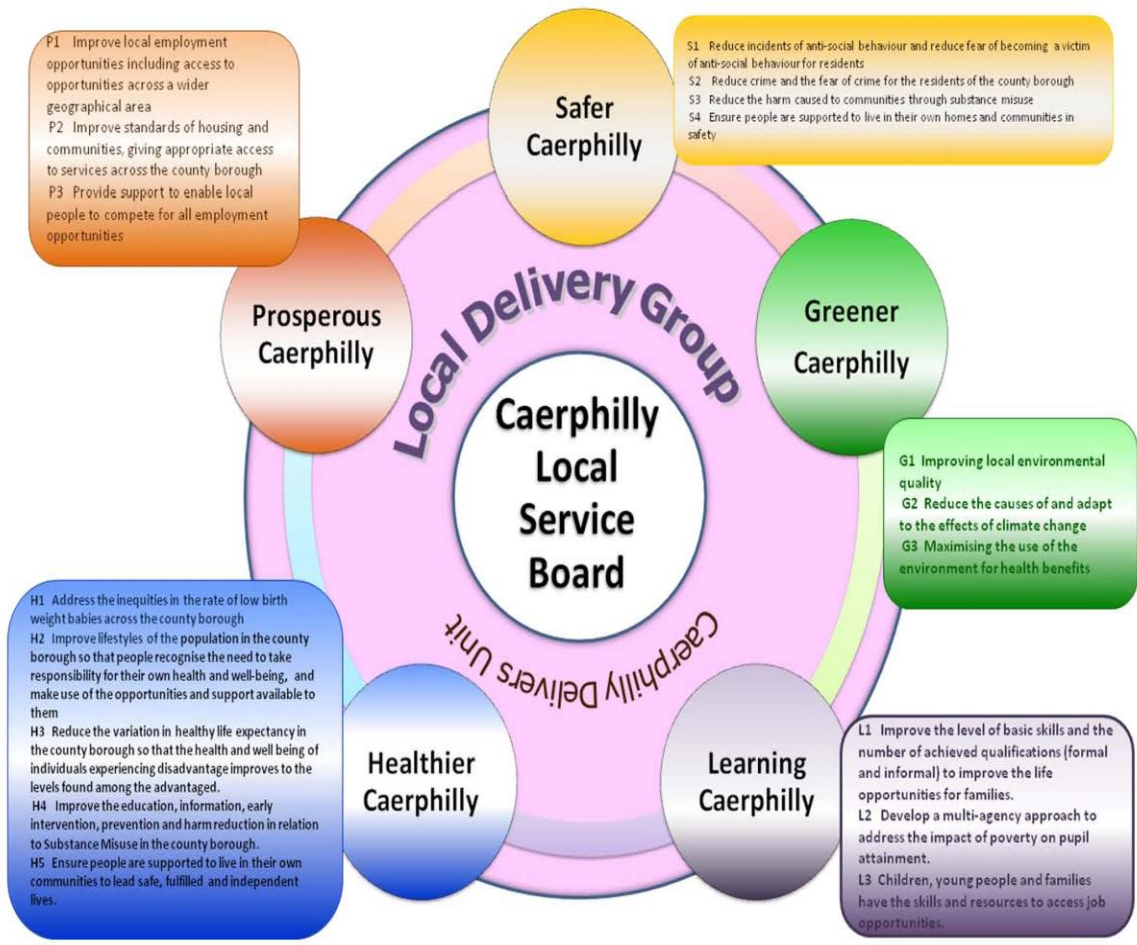 P1 Improve local employment
opportunities including access to
opportunities across a wider
geographical area
P2 Improve standards of housing and
communities, giving appropriate access
to services across the county borough
P3 Provide support to enable local
people to compete for all employment
opportunities
Safer
Caerphilly
S1 Reduce incidents of anti-social behaviour and reduce fear of becoming a victim
of anti-social behaviour for residents
S2 Reduce crime and the fear of crime for the residents of the county borough
S3 Reduce the harm caused to communities through substance misuse
S4 Ensure people are supported to live in their own homes and communities in
safety
Prosperous
Caerphilly
Local Delivery Group
Greener
Caerphilly
Caerphilly
Local
Service
Board
G1 Improving local environmental
quality
G2 Reduce the causes of and adapt
to the effects of climate change
G3 Maximising the use of the
environment for health benefits
Caerphilly Delivers Unit
H1 Address the inequities in the rate of low birth
weight babies across the county borough
H2 Improve lifestyles of the population in the county
borough so that people recognise the need to take
responsibility for their own health and well-being, and
make use of the opportunities and support available to
them
H3 Reduce the variation in healthy life expectancy in
the county borough so that the health and well being of
individuals experiencing disadvantage improves to the
levels found among the advantaged.
H4 Improve the education, information, early
intervention, prevention and harm reduction in relation
to Substance Misuse in the county borough.
H5 Ensure people are supported to live in their own
communities to lead safe, fulfilled and independent
lives.
Healthier
Caerphilly
Learning
Caerphilly
L1 Improve the level of basic skills and the
number of achieved qualifications (formal
and informal) to improve the life
opportunities for families.
L2 Develop a multi-agency approach to
address the impact of poverty on pupil
attainment.
L3 Children, young people and families
have the skills and resources to access job
opportunities.